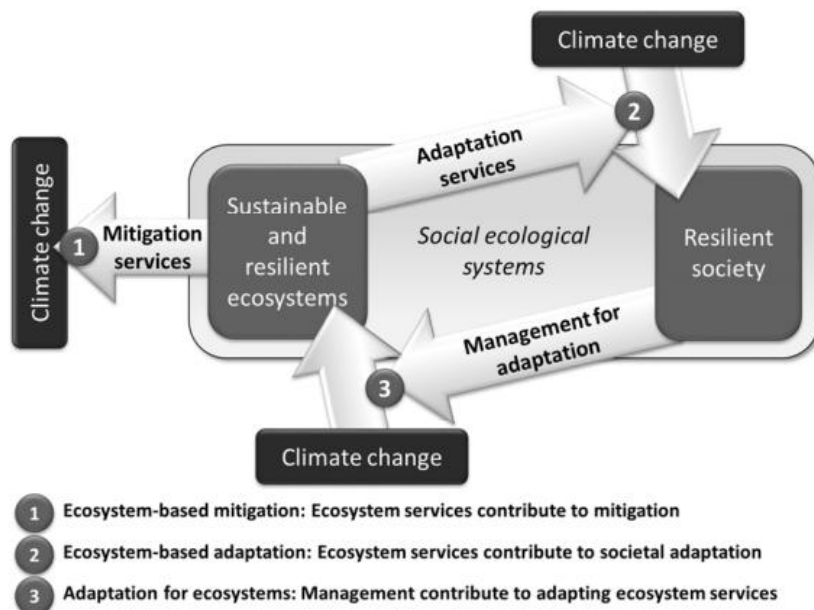 Climate change
2
Adaptation
services
Climate change
1
Mitigation
services
Sustainable
and
resilient
ecosystems
Social ecological
systems
Resilient
society
Management for
adaptation
3
Climate change
1 Ecosystem-based mitigation: Ecosystem services contribute to mitigation
2 Ecosystem-based adaptation: Ecosystem services contribute to societal adaptation
3 Adaptation for ecosystems: Management contribute to adapting ecosystem services